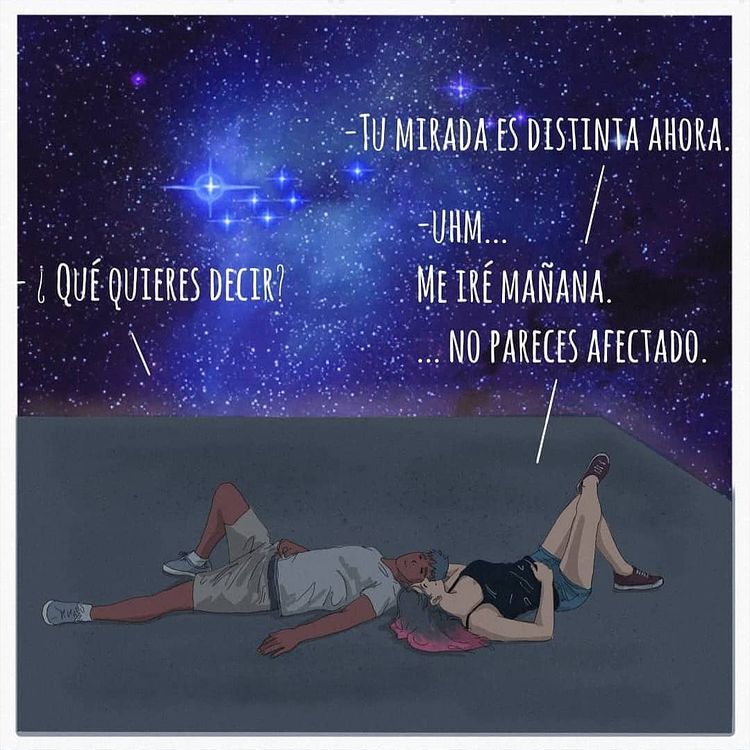 -Tu mirada es distinta ahora.
- ¿ Qué quieres decir?
-uhm...
Me iré mañana.
... no pareces afectado.